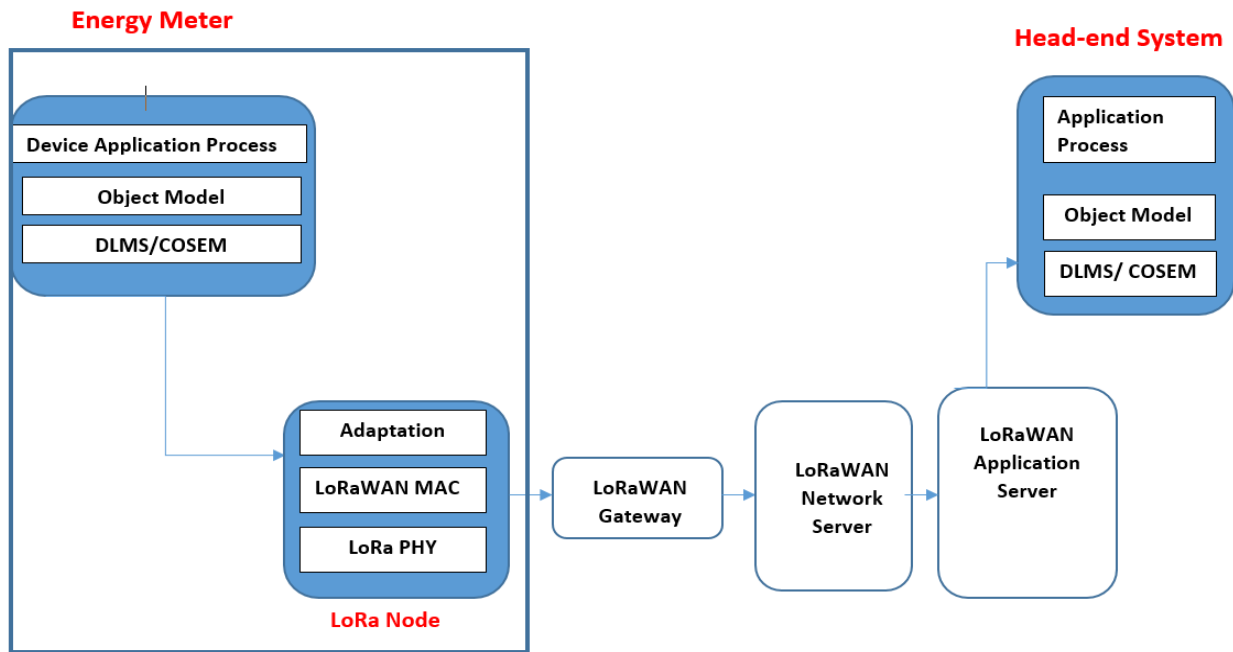 Energy Meter
Device Application Process
Object Model
DLMS/COSEM
Adaptation
LoRaWAN MAC
LoRa PHY
LoRa Node
LoRaWAN
Gateway
LoRaWAN
Network
Server
LoRaWAN
Application
Server
Head-end System
Application
Process
Object Model
DLMS/ COSEM